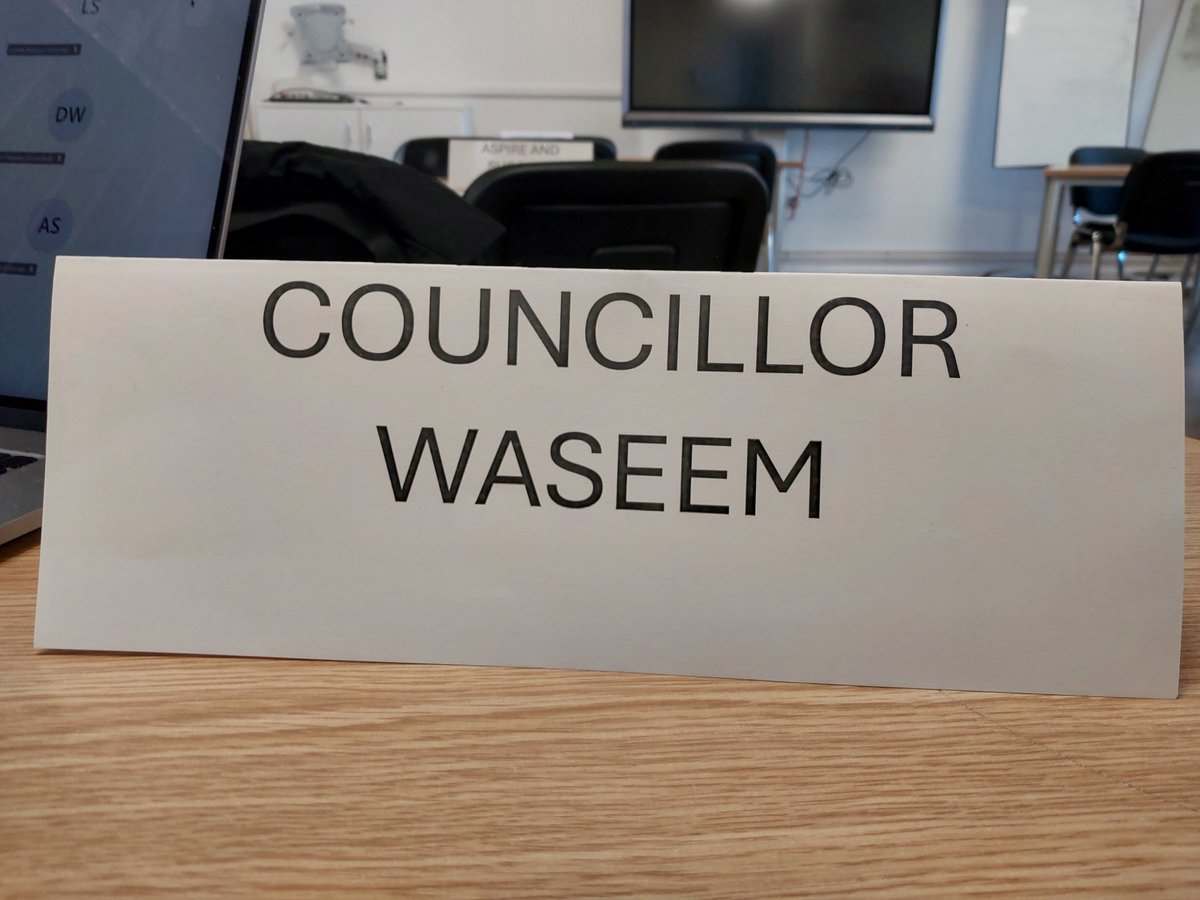 LS
DW
AS
ASPIRE AND
COUNCILLOR
WASEEM